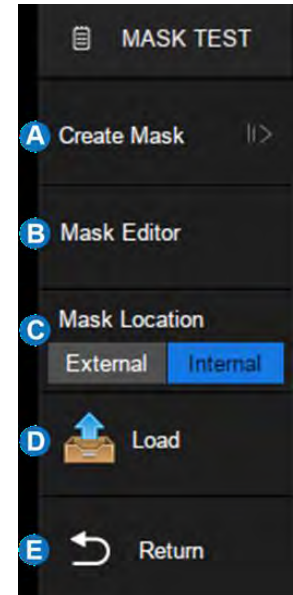 MASK TEST
A Create Mask
B Mask Editor
C Mask Location
External Internal
D Load
E Return